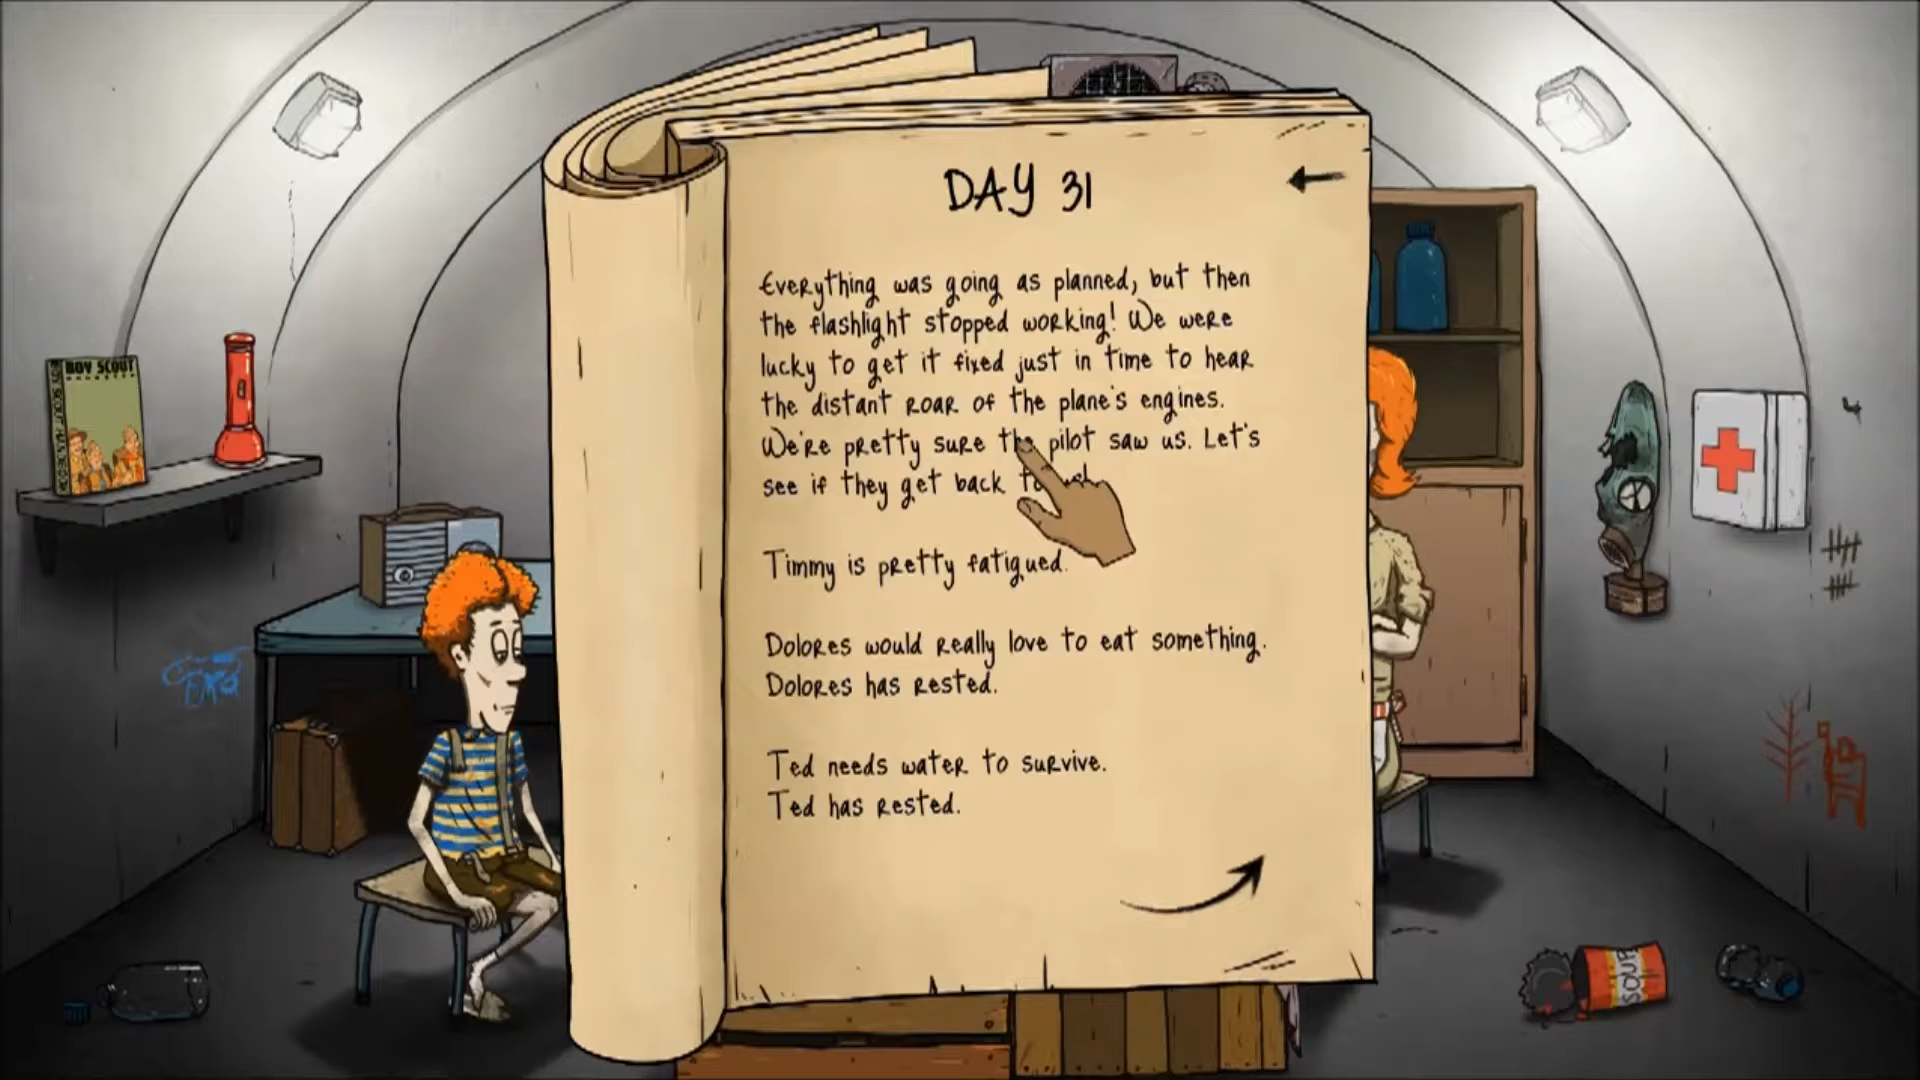 DAY 31
Everything was going as planned, but then
the flashlight stopped working! We were
lucky to get it fixed just in time to hear
the distant roar of the plane's engines.
We're pretty sure the pilot saw us. Let's
see if they get back to us!
Timmy is pretty fatigued.
Dolores would really love to eat something.
Dolores has rested.
Ted needs water to survive.
Ted has rested.
BOY SCOUT
SOUP